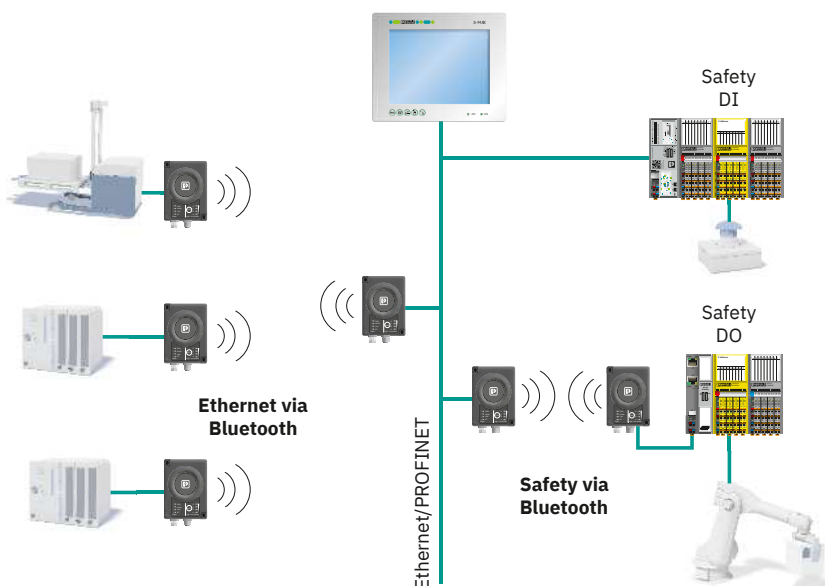 Safety
DI
Safety
DO
Ethernet via
Bluetooth
Safety via
Bluetooth
Ethernet/PROFINET